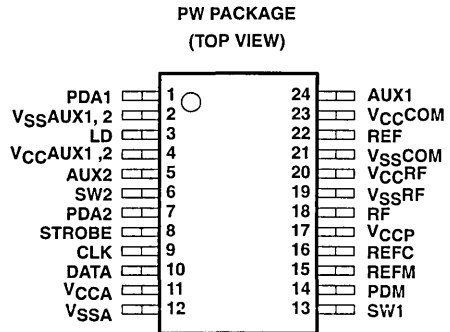 PW PACKAGE
(TOP VIEW)
PDA1 1 24 AUX1
VSSAUX1, 2 2 23 VCCCOM
LD 3 22 REF
VCCAUX1 ,2 4 21 VSSCOM
AUX2 5 20 VCCRF
SW2 6 19 VSSRF
PDA2 7 18 RF
STROBE 8 17 VCCP
CLK 9 16 REFC
DATA 10 15 REFM
VCCA 11 14 PDM
VSSA 12 13 SW1